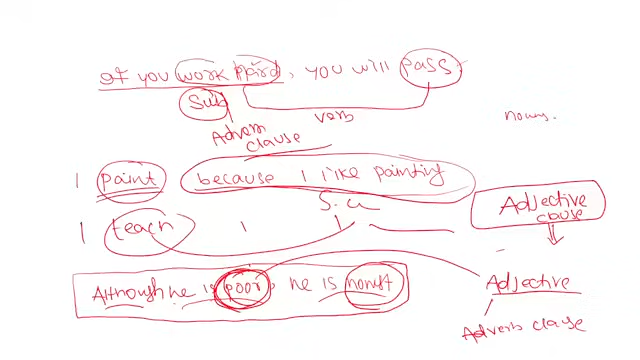 If you work hard, you will pass
Sub
verb
nouns.
Adverb
clause
I paint because I like painting
S. cl
Adjective
clause
I teach I
Although he is poor, he is honest
Adjective
Adverb clause